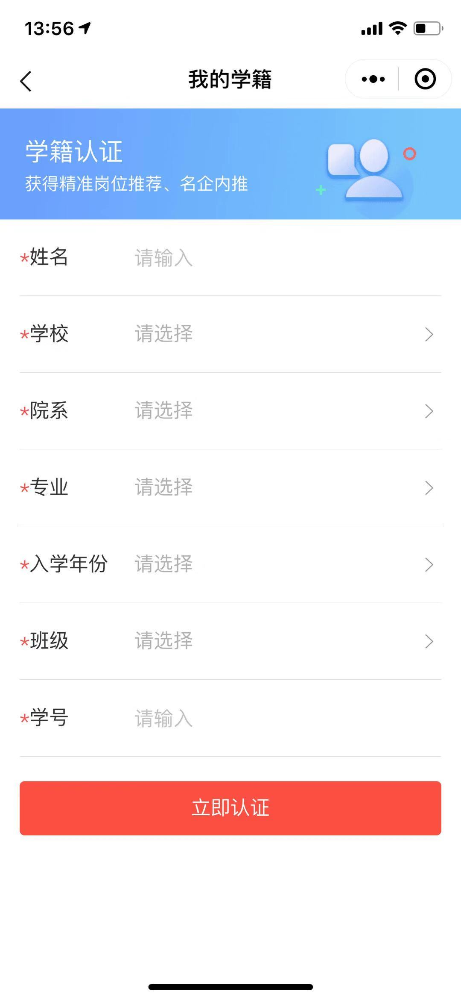 13:56
我的学籍
学籍认证
获得精准岗位推荐、名企内推
*姓名 请输入
*学校 请选择
*院系 请选择
*专业 请选择
*入学年份 请选择
*班级 请选择
*学号 请输入
立即认证